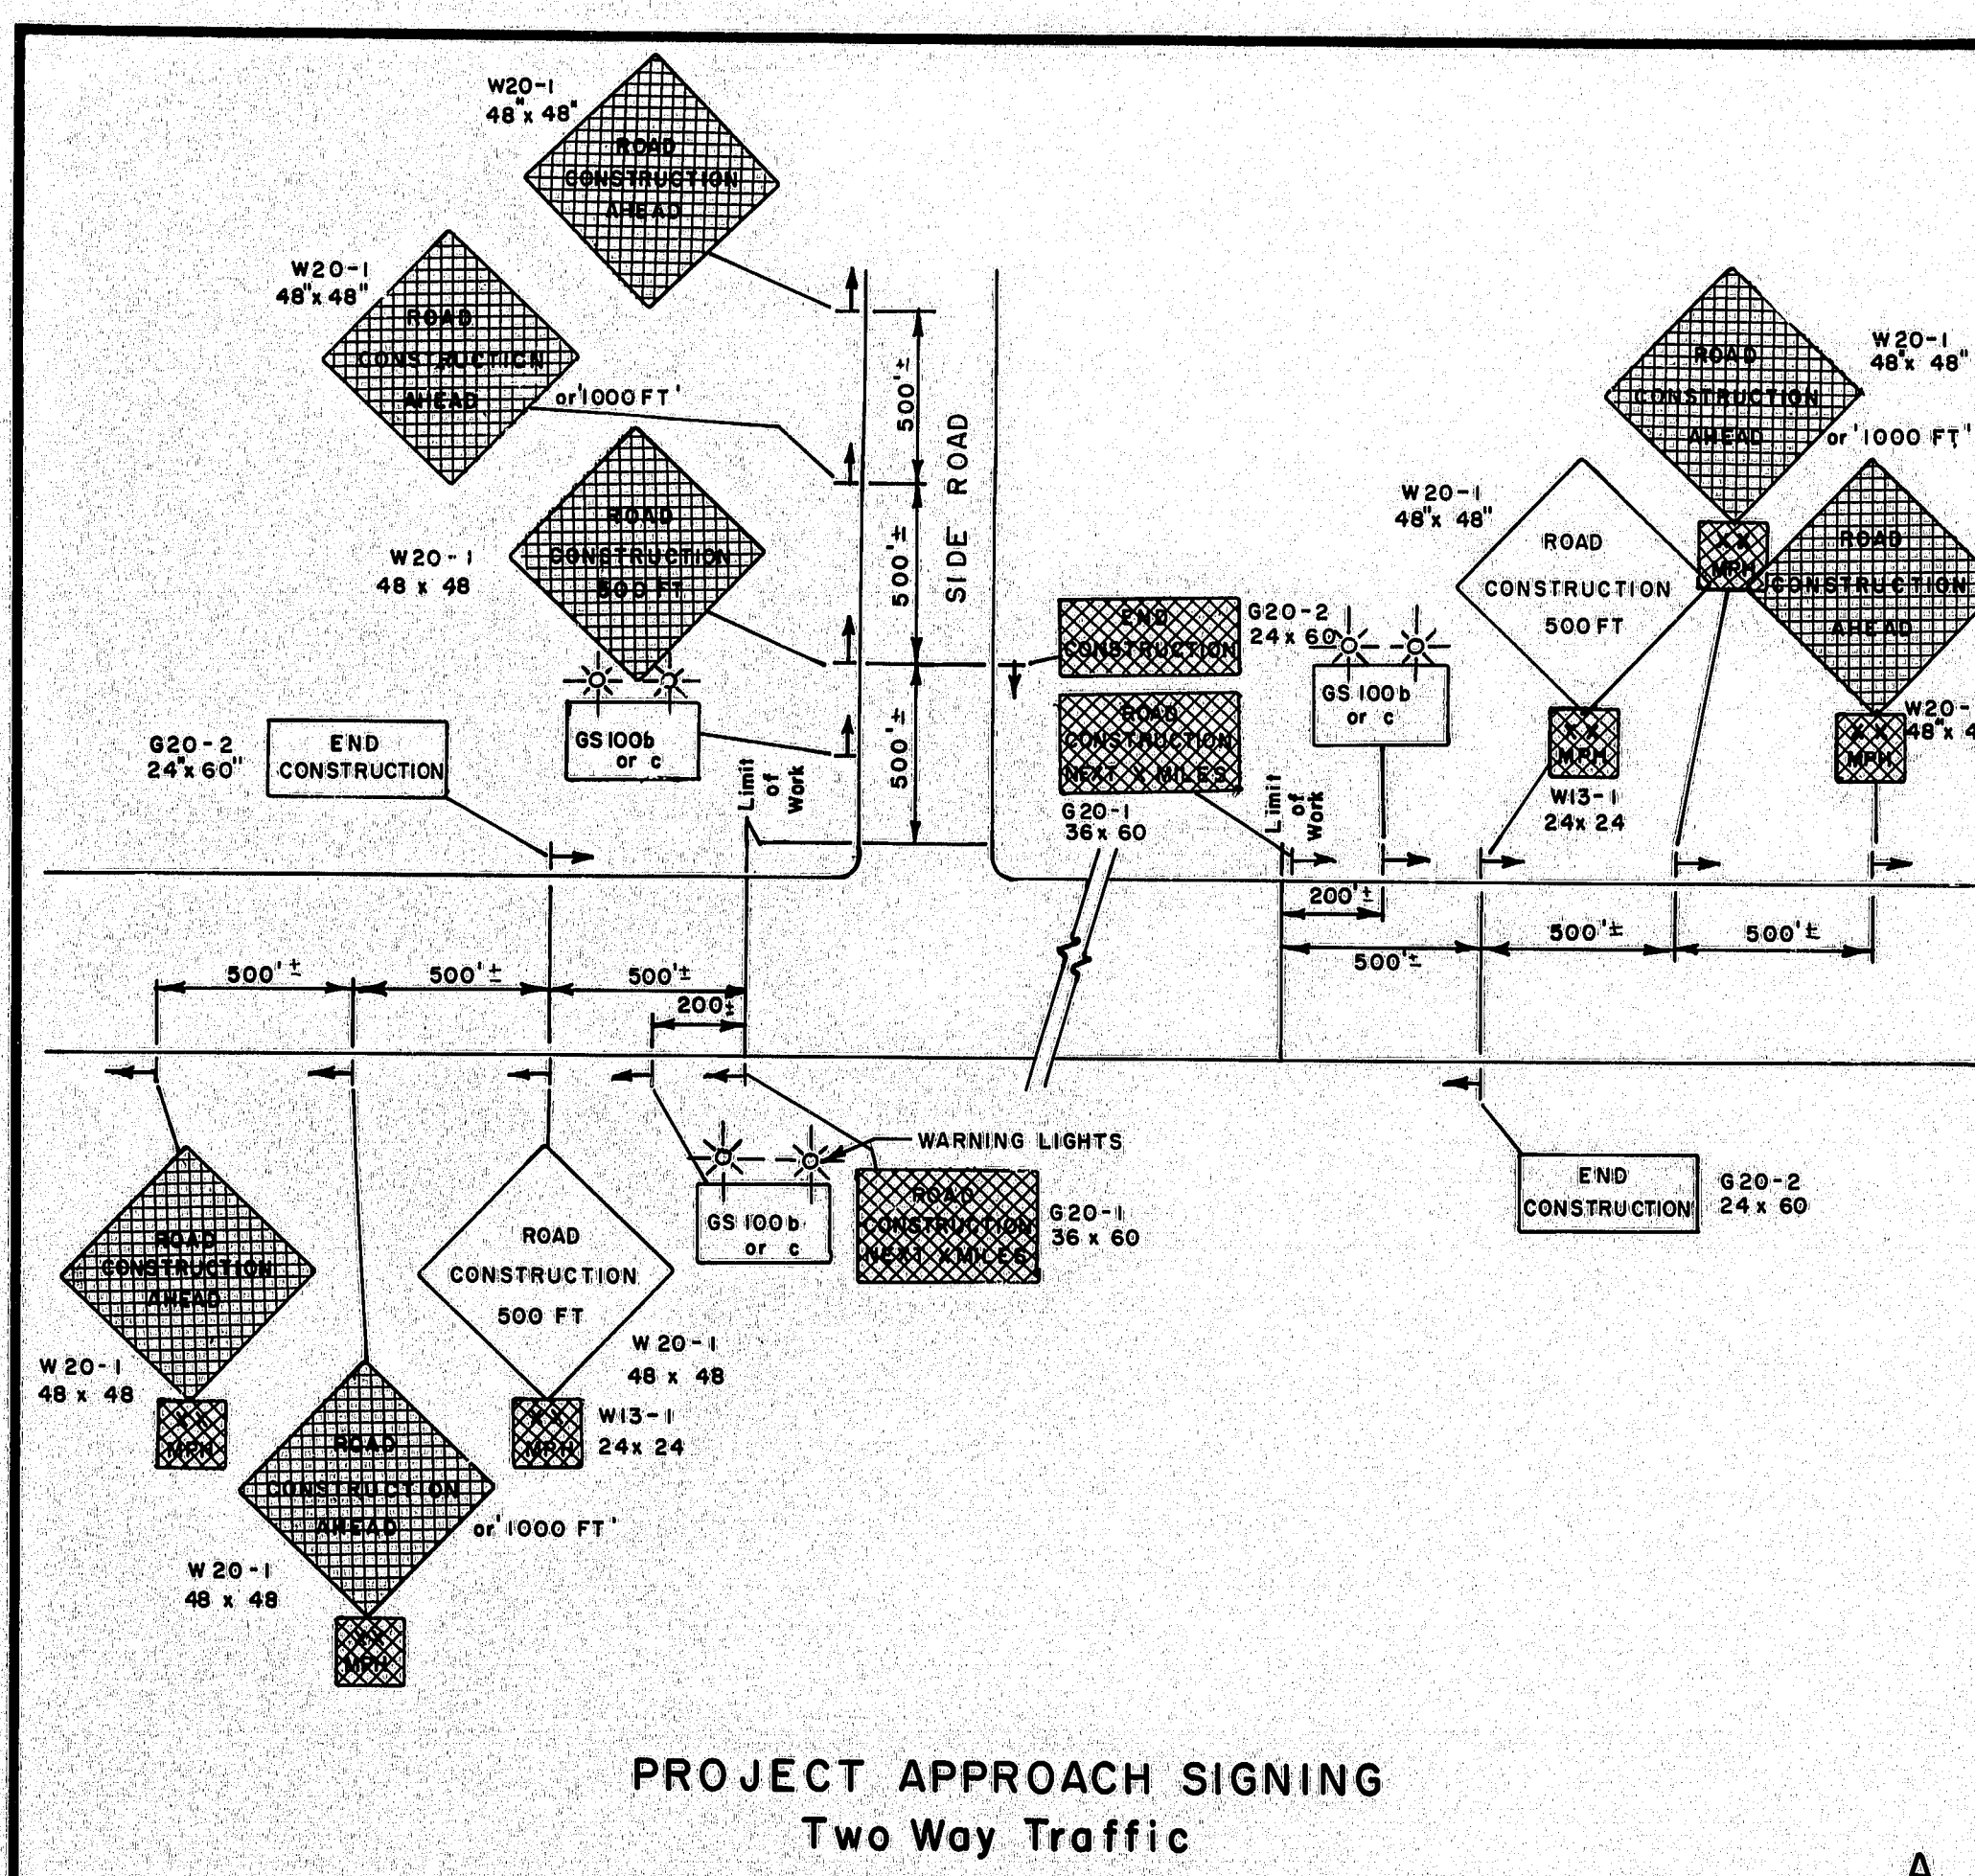 W20-1
48"x 48"
ROAD
CONSTRUCTION
AHEAD
W20-1
48"x 48"
ROAD
CONSTRUCTION
AHEAD
or '1000 FT'
W20-1
48 x 48
ROAD
CONSTRUCTION
500 FT
GS 100b
or c
G20-2
24"x 60"
END
CONSTRUCTION
Limit
of
Work
500'±
500'±
500'±
SIDE ROAD
END
CONSTRUCTION
G20-2
24 x 60
ROAD
CONSTRUCTION
NEXT X MILES
G20-1
36 x 60
GS 100b
or c
Limit
of
Work
W20-1
48"x 48"
ROAD
CONSTRUCTION
500 FT
XX
MPH
W13-1
24x 24
W20-1
48"x 48"
ROAD
CONSTRUCTION
AHEAD
or '1000 FT'
XX
MPH
ROAD
CONSTRUCTION
AHEAD
W20-
48"x 4
XX
MPH
200'±
500'±
500'±
500'±
500'±
500'±
500'±
200±
WARNING LIGHTS
GS 100b
or c
ROAD
CONSTRUCTION
NEXT X MILES
G20-1
36 x 60
END
CONSTRUCTION
G20-2
24 x 60
ROAD
CONSTRUCTION
AHEAD
W20-1
48 x 48
XX
MPH
ROAD
CONSTRUCTION
500 FT
W20-1
48 x 48
XX
MPH
W13-1
24x 24
ROAD
CONSTRUCTION
AHEAD
or '1000 FT'
W20-1
48 x 48
XX
MPH
PROJECT APPROACH SIGNING
Two Way Traffic
A